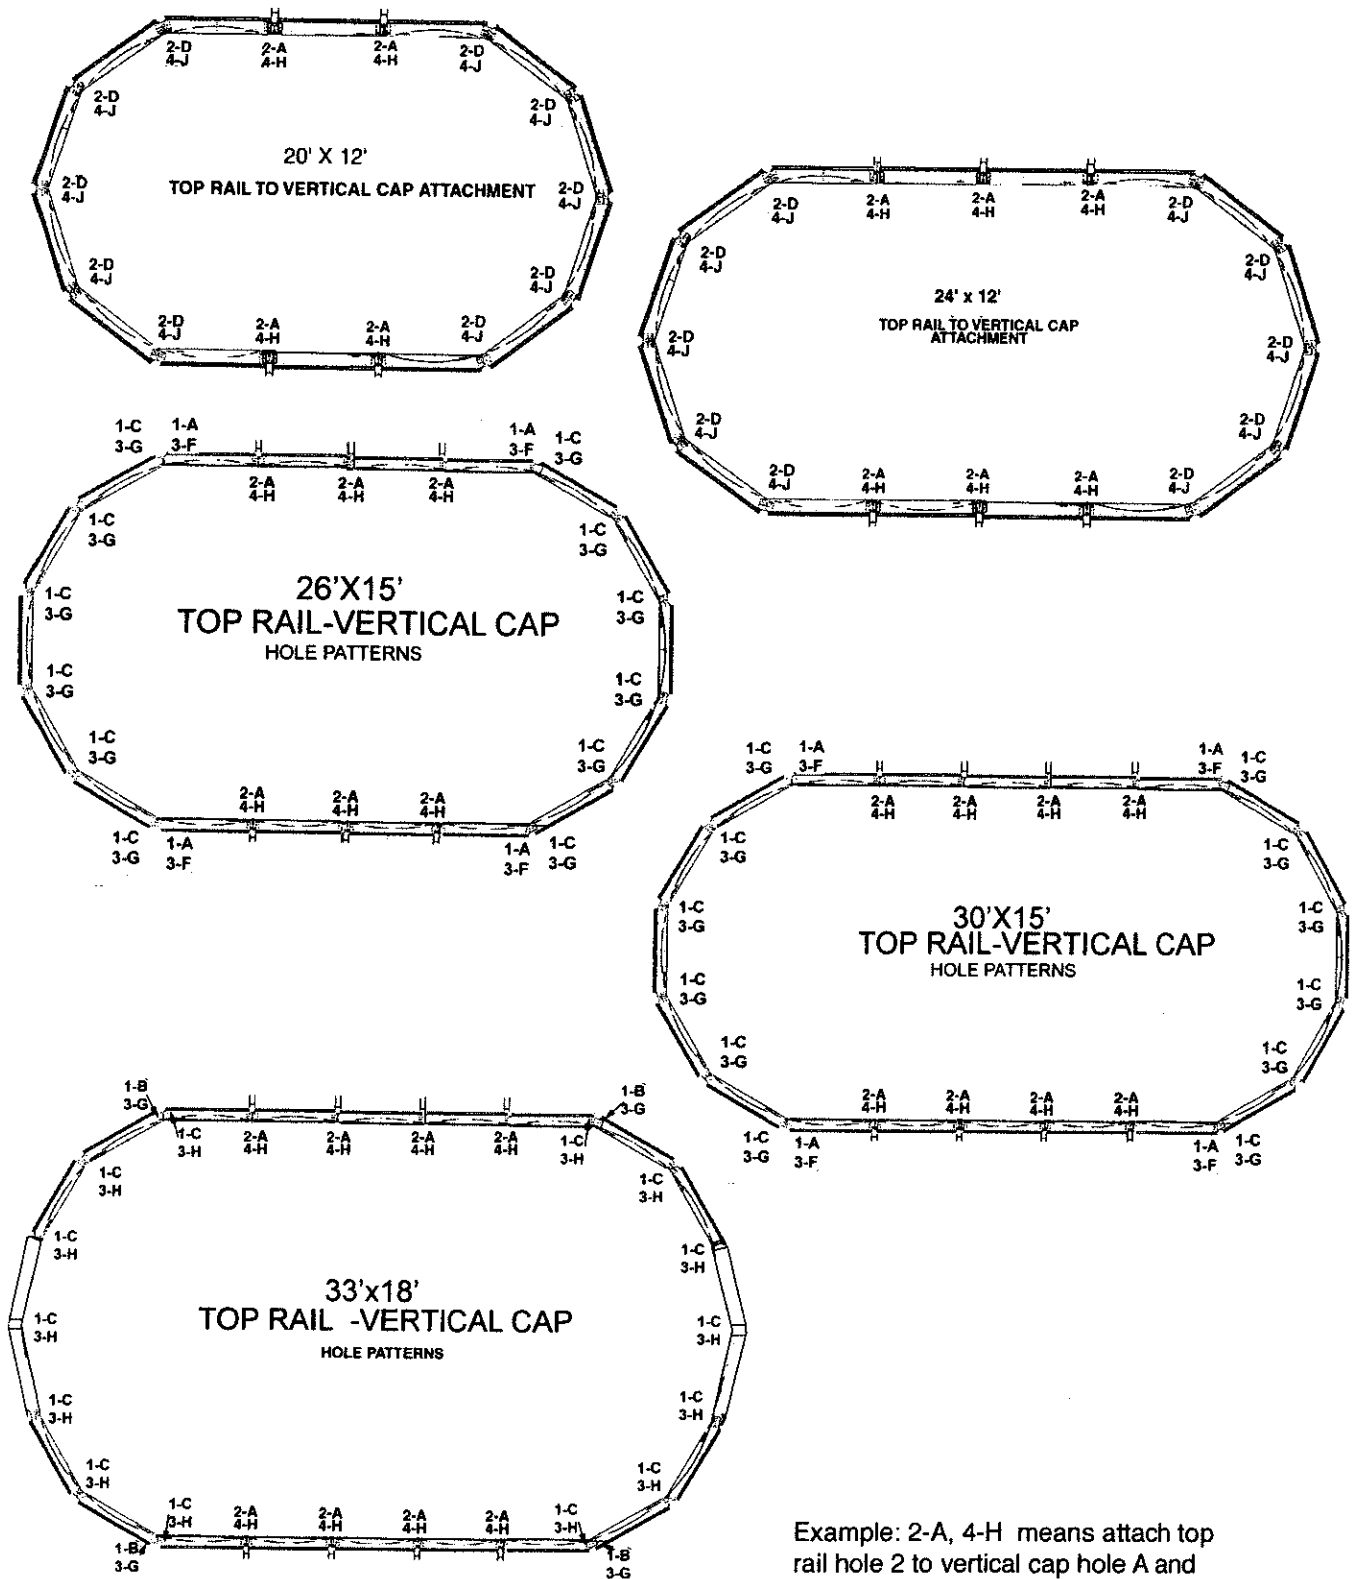 2-D 2-A 2-A 2-D
4-J 4-H 4-H 4-J
2-D 2-D
4-J 4-J
20' X 12'
TOP RAIL TO VERTICAL CAP ATTACHMENT
2-D 2-D
4-J 4-J
2-D 2-D
4-J 4-J
2-D 2-A 2-A 2-D
4-J 4-H 4-H 4-J
2-D 2-A 2-A 2-A 2-D
4-J 4-H 4-H 4-H 4-J
2-D 2-D
4-J 4-J
24' x 12'
TOP RAIL TO VERTICAL CAP
ATTACHMENT
2-D 2-D
4-J 4-J
2-D 2-D
4-J 4-J
2-D 2-A 2-A 2-A 2-D
4-J 4-H 4-H 4-H 4-J
1-C 1-A 1-A 1-C
3-G 3-F 3-F 3-G
2-A 2-A 2-A
4-H 4-H 4-H
1-C 1-C
3-G 3-G
26'X15'
TOP RAIL-VERTICAL CAP
HOLE PATTERNS
1-C 1-C
3-G 3-G
1-C 1-C
3-G 3-G
1-C 1-C
3-G 3-G
2-A 2-A 2-A
4-H 4-H 4-H
1-C 1-A 1-A 1-C
3-G 3-F 3-F 3-G
1-C 1-A 1-A 1-C
3-G 3-F 3-F 3-G
2-A 2-A 2-A 2-A
4-H 4-H 4-H 4-H
1-C 1-C
3-G 3-G
1-C 1-C
3-G 3-G
30'X15'
TOP RAIL-VERTICAL CAP
HOLE PATTERNS
1-C 1-C
3-G 3-G
1-C 1-C
3-G 3-G
2-A 2-A 2-A 2-A
4-H 4-H 4-H 4-H
1-C 1-A 1-A 1-C
3-G 3-F 3-F 3-G
1-B 1-B
3-G 3-G
1-C 2-A 2-A 2-A 2-A 1-C
3-H 4-H 4-H 4-H 4-H 3-H
1-C 1-C
3-H 3-H
1-C 1-C
3-H 3-H
33'x18'
TOP RAIL -VERTICAL CAP
HOLE PATTERNS
1-C 1-C
3-H 3-H
1-C 1-C
3-H 3-H
1-C 1-C
3-H 3-H
1-C 2-A 2-A 2-A 2-A 1-C
3-H 4-H 4-H 4-H 4-H 3-H
1-B 1-B
3-G 3-G
Example: 2-A, 4-H means attach top
rail hole 2 to vertical cap hole A and